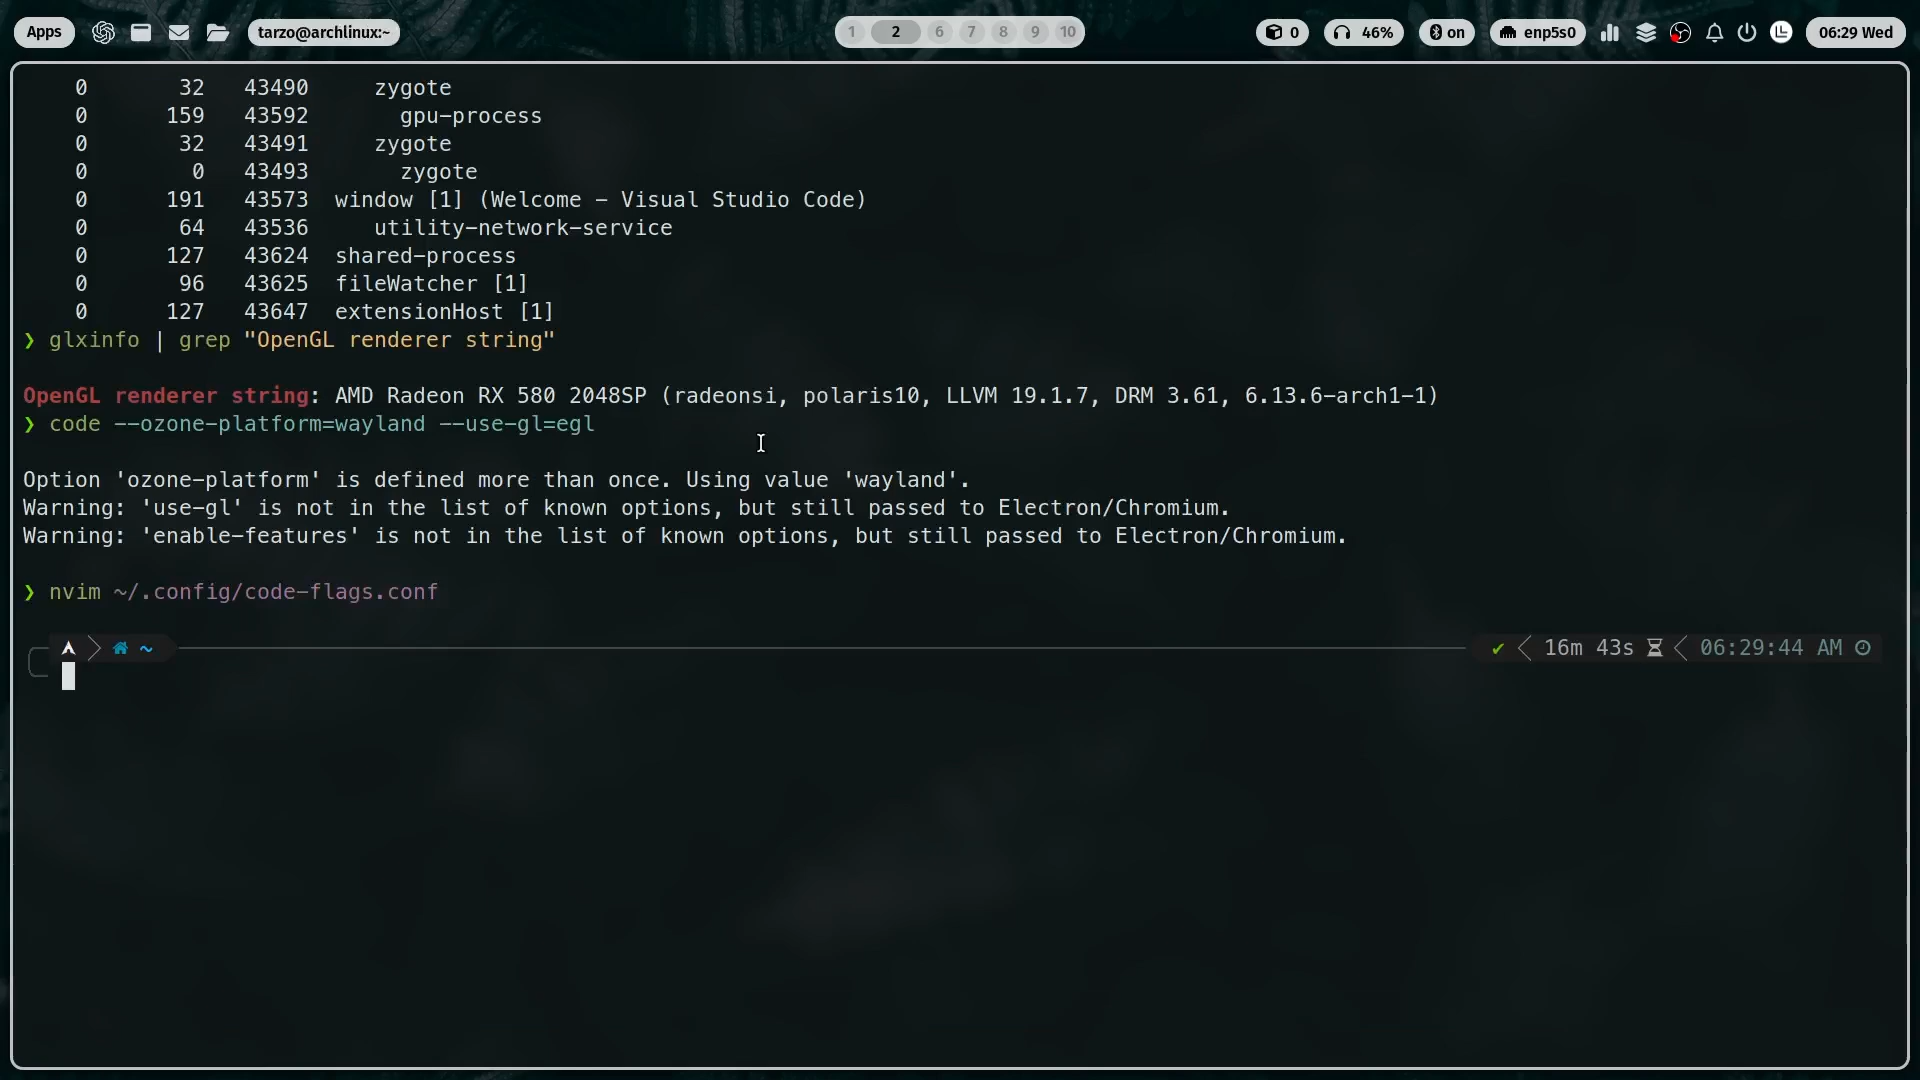 Apps
tarzo@archlinux:~
1 2 6 7 8 9 10
0
46%
on
enp5s0
06:29 Wed
0 32 43490 zygote
0 159 43592 gpu-process
0 32 43491 zygote
0 0 43493 zygote
0 191 43573 window [1] (Welcome - Visual Studio Code)
0 64 43536 utility-network-service
0 127 43624 shared-process
0 96 43625 fileWatcher [1]
0 127 43647 extensionHost [1]
❯ glxinfo | grep "OpenGL renderer string"
OpenGL renderer string: AMD Radeon RX 580 2048SP (radeonsi, polaris10, LLVM 19.1.7, DRM 3.61, 6.13.6-arch1-1)
❯ code --ozone-platform=wayland --use-gl=egl
Option 'ozone-platform' is defined more than once. Using value 'wayland'.
Warning: 'use-gl' is not in the list of known options, but still passed to Electron/Chromium.
Warning: 'enable-features' is not in the list of known options, but still passed to Electron/Chromium.
❯ nvim ~/.config/code-flags.conf
~ ✔ 16m 43s 06:29:44 AM